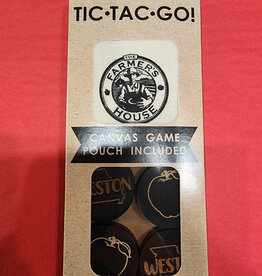 TIC•TAC•GO!
THE
FARMER'S
HOUSE
CANVAS GAME
POUCH INCLUDED
ESTON
WEST